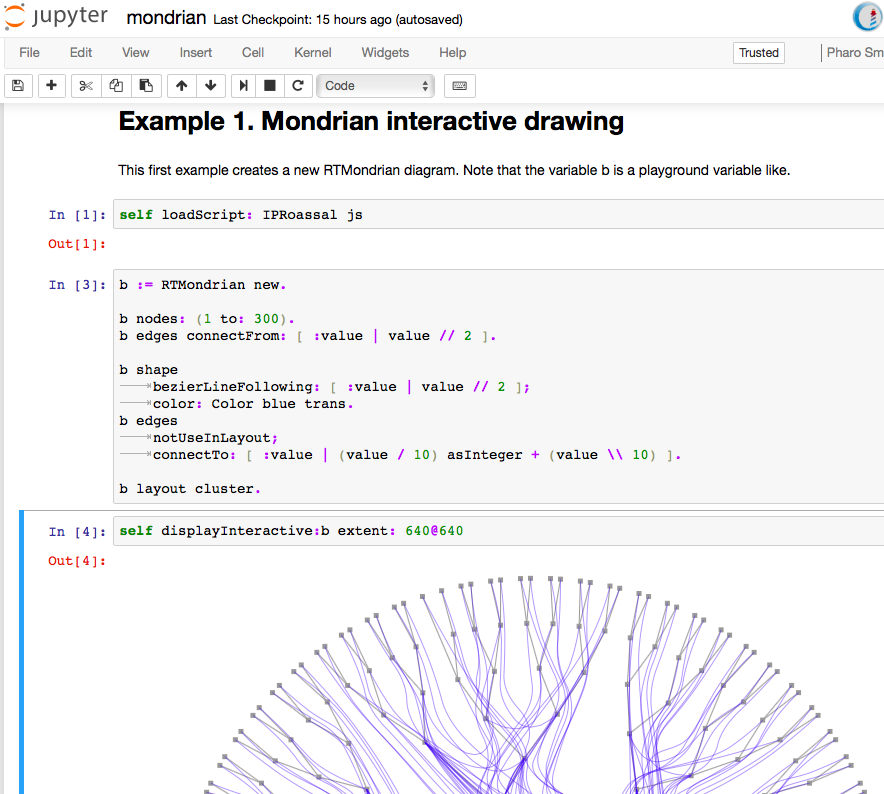 jupyter mondrian Last Checkpoint: 15 hours ago (autosaved)
File Edit View Insert Cell Kernel Widgets Help Trusted Pharo Sm
Code
Example 1. Mondrian interactive drawing
This first example creates a new RTMondrian diagram. Note that the variable b is a playground variable like.
In [1]: self loadScript: IPRoassal js
Out[1]:
In [3]: b := RTMondrian new.
b nodes: (1 to: 300).
b edges connectFrom: [ :value | value // 2 ].
b shape
bezierLineFollowing: [ :value | value // 2 ];
color: Color blue trans.
b edges
notUseInLayout;
connectTo: [ :value | (value / 10) asInteger + (value \\ 10) ].
b layout cluster.
In [4]: self displayInteractive:b extent: 640@640
Out[4]: